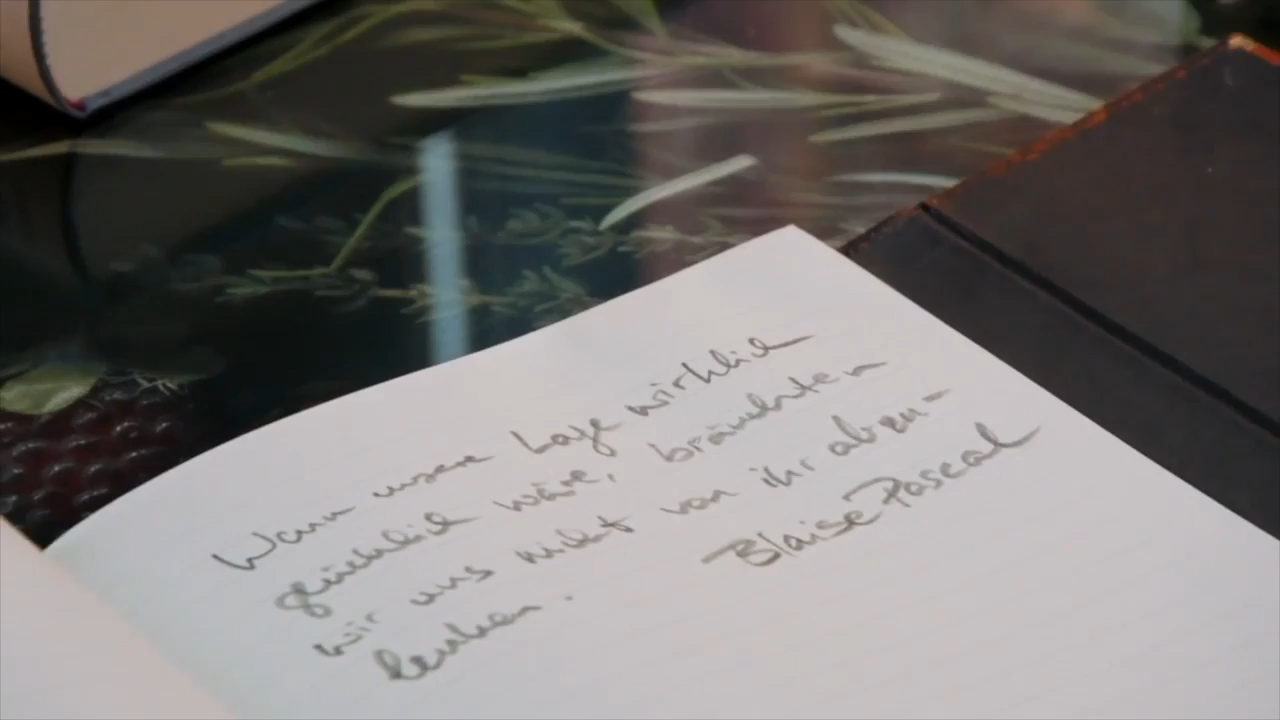 Wenn unsere Lage wirklich
glücklich wäre, bräuchten
wir uns nicht von ihr abzu-
lenken.
Blaise Pascal